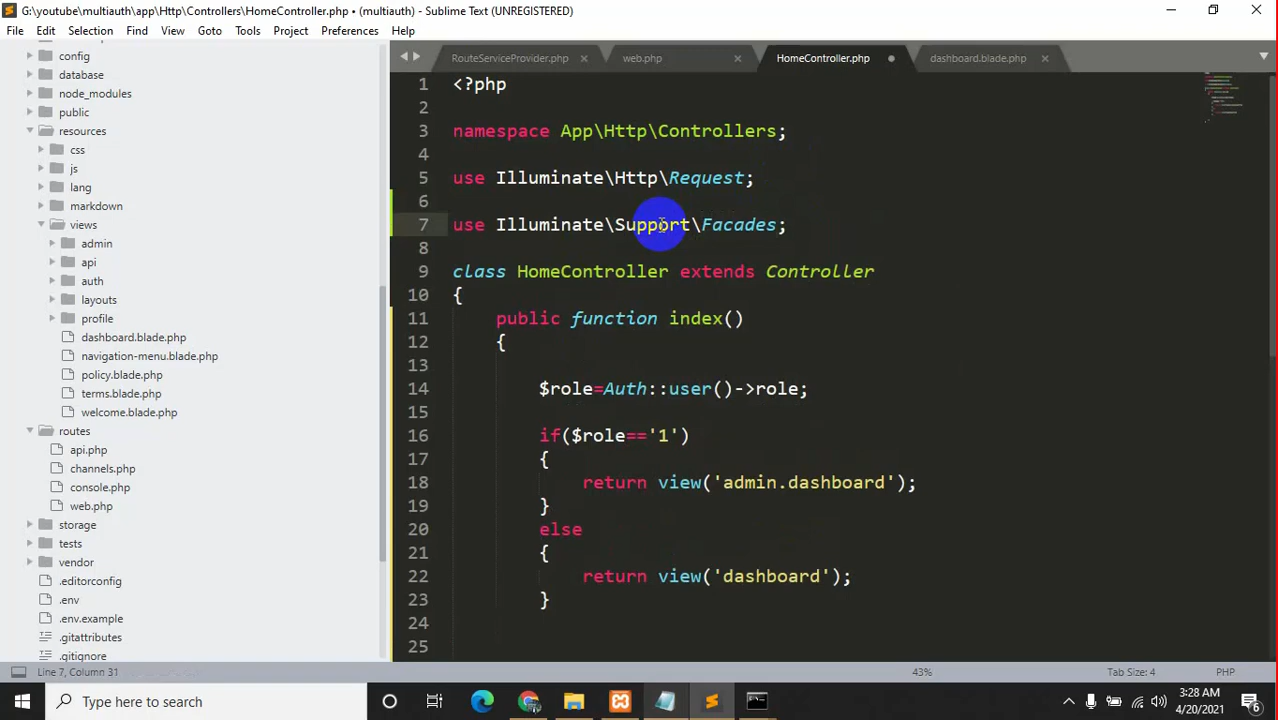 G:\youtube\multiauth\app\Http\Controllers\HomeController.php • (multiauth) - Sublime Text (UNREGISTERED)
File Edit Selection Find View Goto Tools Project Preferences Help
config
database
node_modules
public
resources
css
js
lang
markdown
views
admin
api
auth
layouts
profile
dashboard.blade.php
navigation-menu.blade.php
policy.blade.php
terms.blade.php
welcome.blade.php
routes
api.php
channels.php
console.php
web.php
storage
tests
vendor
.editorconfig
.env
.env.example
.gitattributes
.gitignore
RouteServiceProvider.php web.php HomeController.php dashboard.blade.php
1 <?php
2
3 namespace App\Http\Controllers;
4
5 use Illuminate\Http\Request;
6
7 use Illuminate\Support\Facades;
8
9 class HomeController extends Controller
10 {
11 public function index()
12 {
13
14 $role=Auth::user()->role;
15
16 if($role=='1')
17 {
18 return view('admin.dashboard');
19 }
20 else
21 {
22 return view('dashboard');
23 }
24
25
Line 7, Column 31 43% Tab Size: 4 PHP
Type here to search
3:28 AM
4/20/2021
6